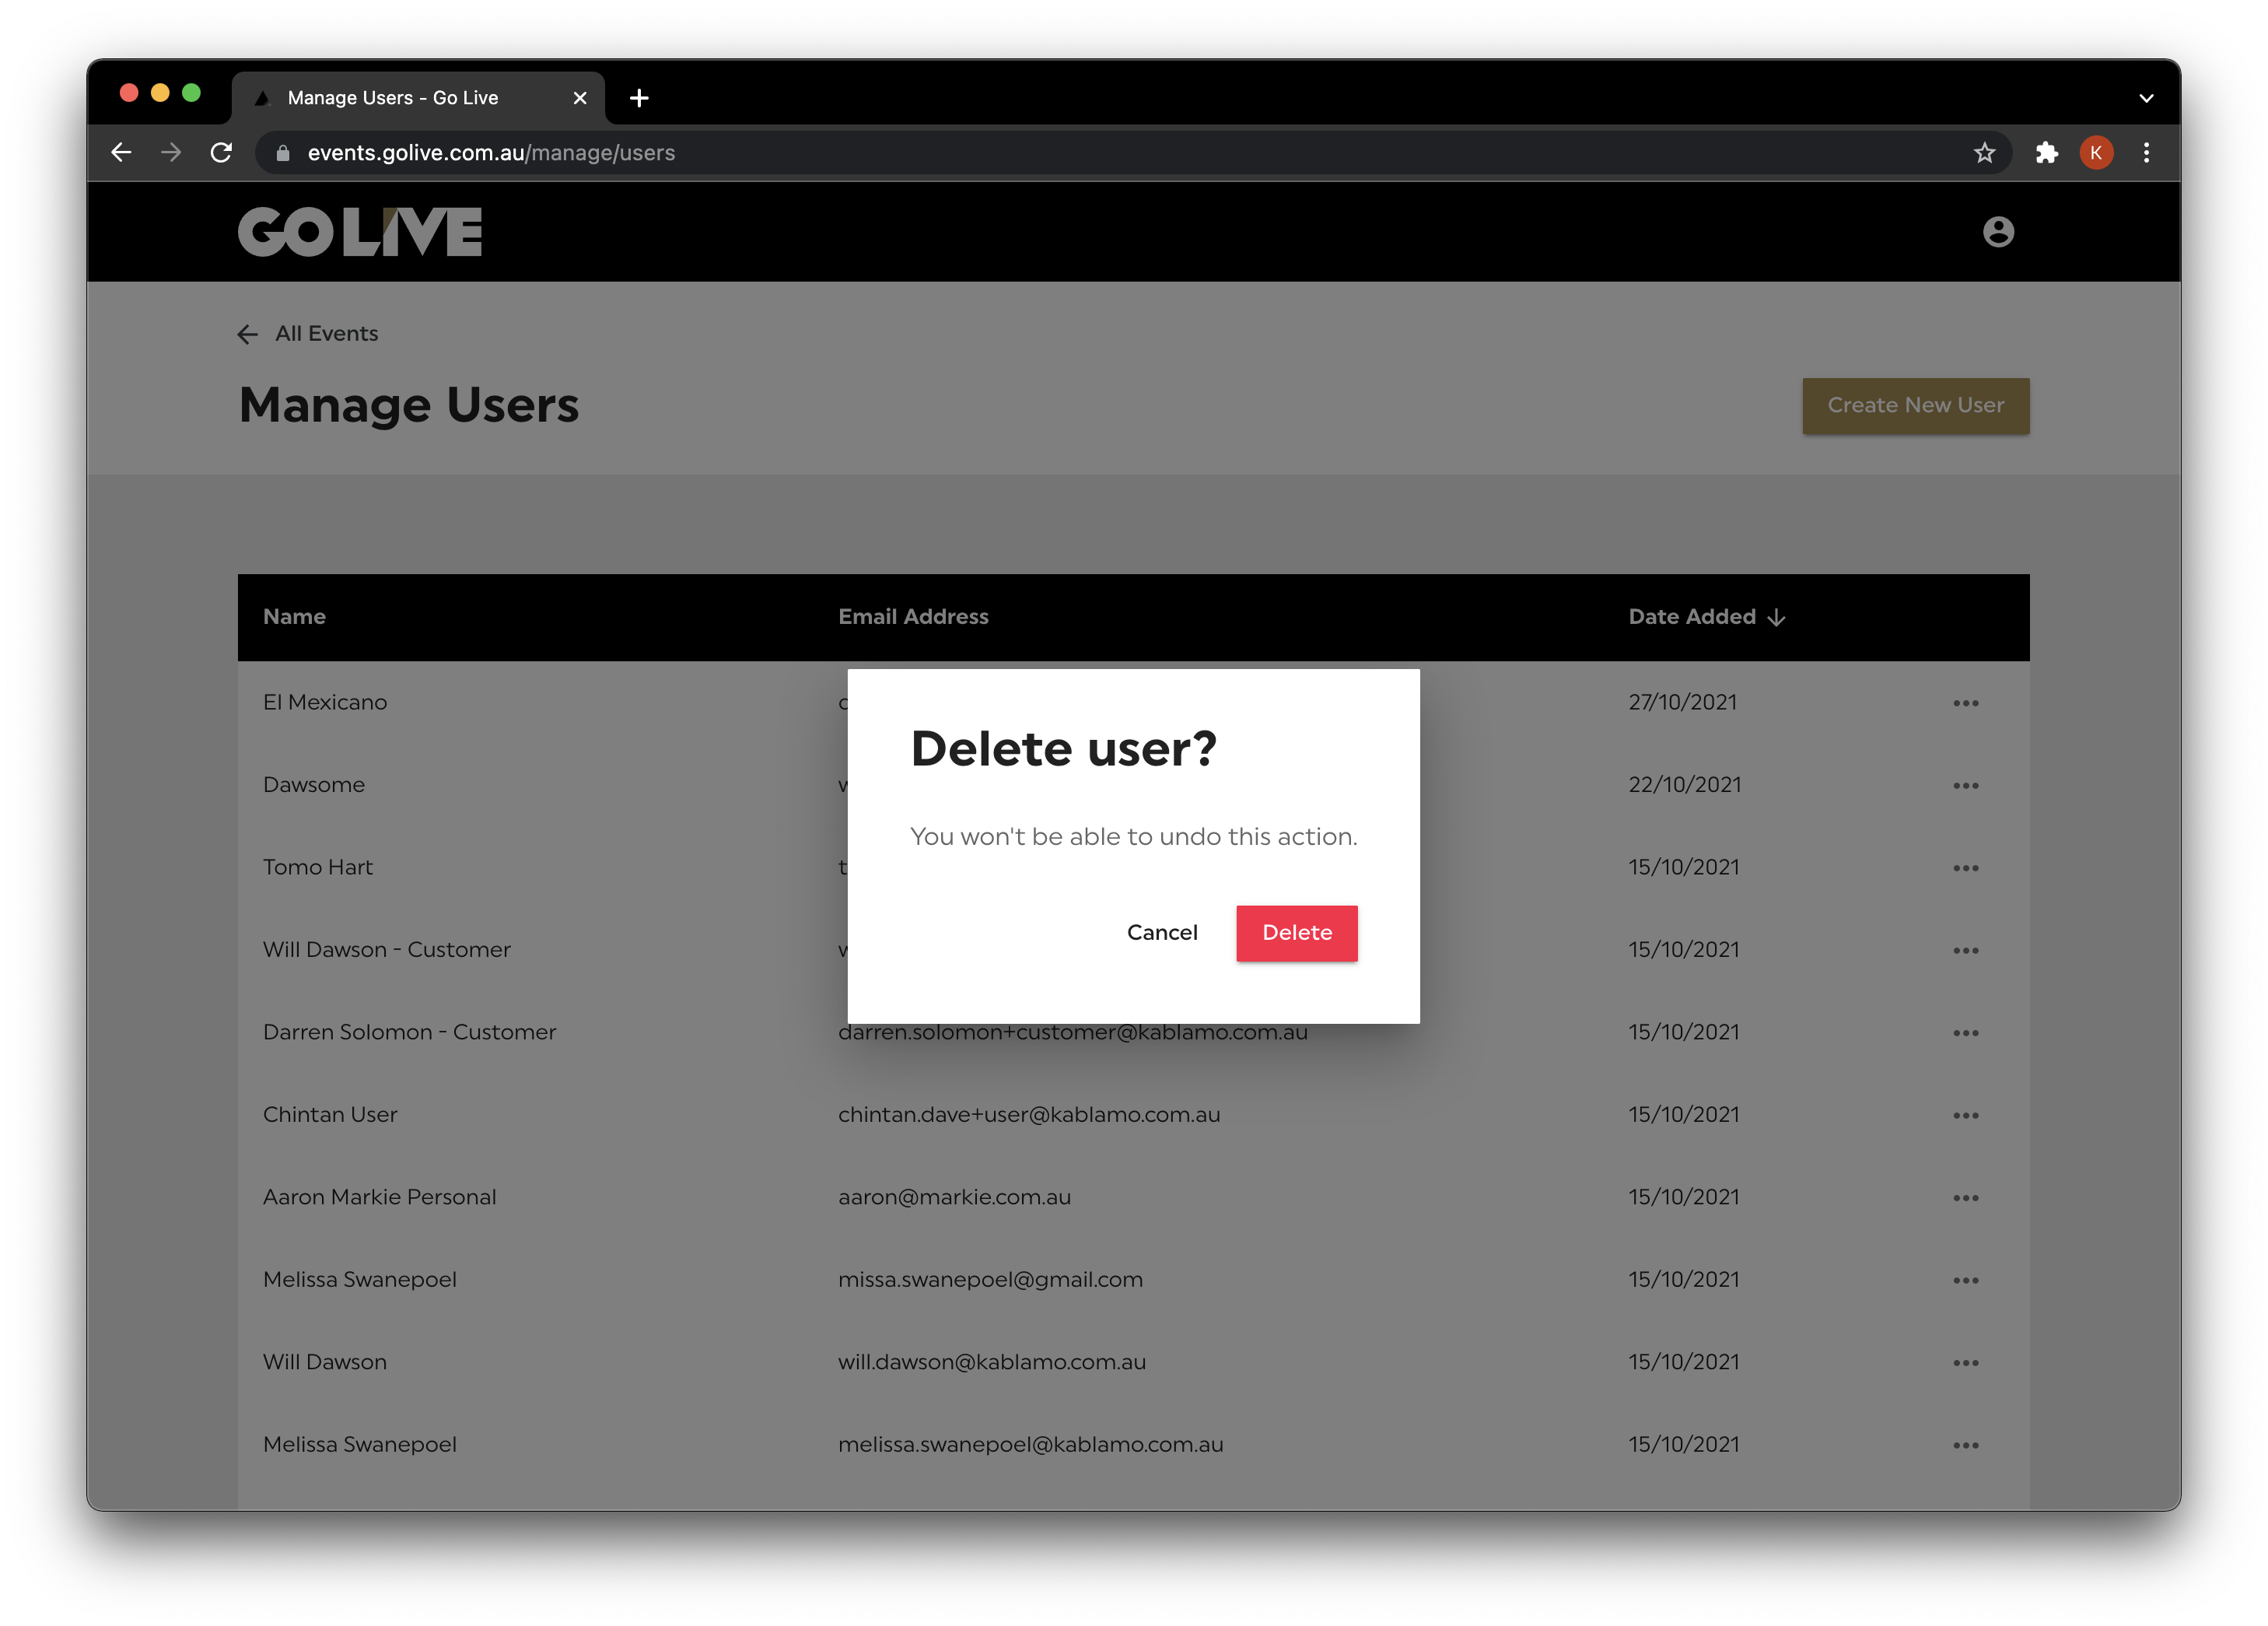 Manage Users - Go Live
events.golive.com.au/manage/users
K
GO LIVE
All Events
Manage Users
Create New User
Name Email Address Date Added
El Mexicano 27/10/2021
Delete user?
Dawsome 22/10/2021
You won't be able to undo this action.
Tomo Hart 15/10/2021
Cancel Delete
Will Dawson - Customer 15/10/2021
Darren Solomon - Customer darren.solomon+customer@kablamo.com.au 15/10/2021
Chintan User chintan.dave+user@kablamo.com.au 15/10/2021
Aaron Markie Personal aaron@markie.com.au 15/10/2021
Melissa Swanepoel missa.swanepoel@gmail.com 15/10/2021
Will Dawson will.dawson@kablamo.com.au 15/10/2021
Melissa Swanepoel melissa.swanepoel@kablamo.com.au 15/10/2021